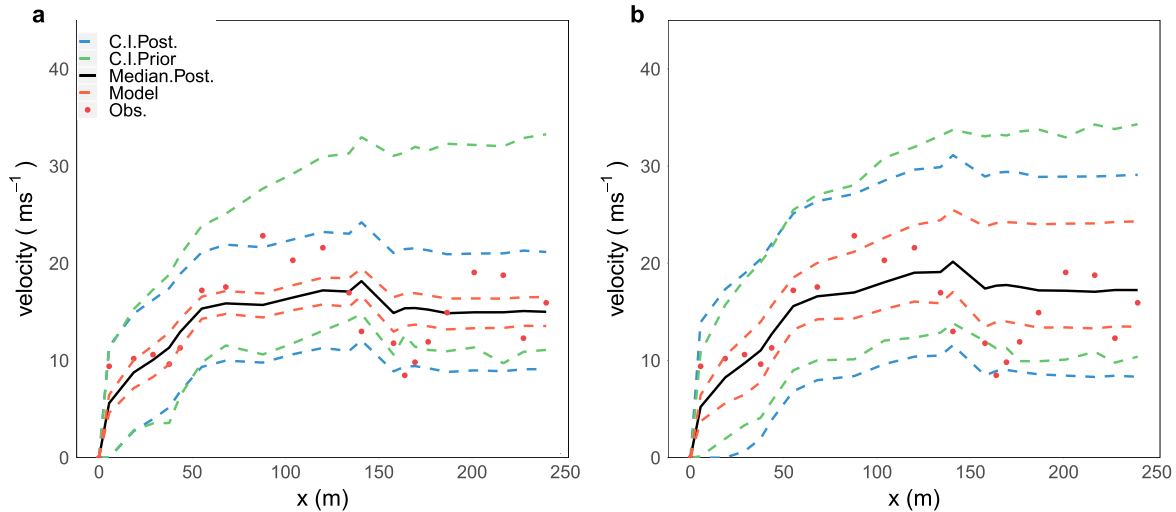 a
C.I.Post.
C.I.Prior
Median.Post.
Model
Obs.
velocity ( ms⁻¹ )
40
30
20
10
0
0 50 100 150 200 250
x (m)
b
velocity ( ms⁻¹ )
40
30
20
10
0
0 50 100 150 200 250
x (m)